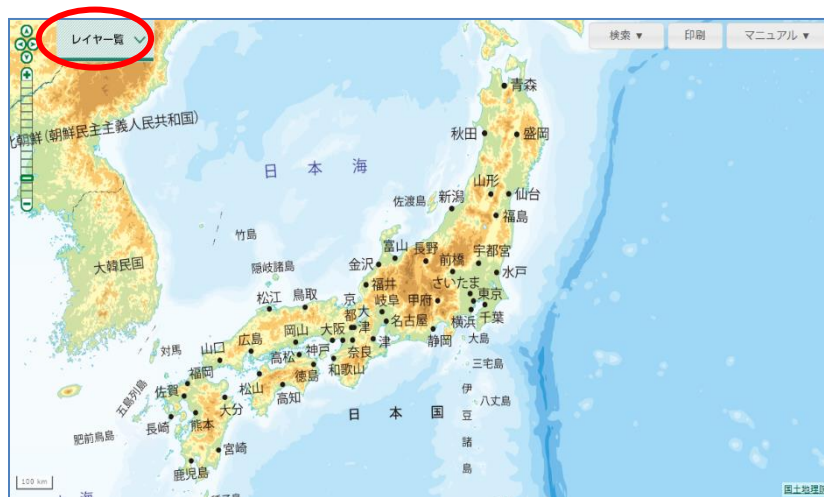 レイヤー覧
検索 ▼
印刷
マニュアル ▼
青森
北朝鮮(朝鮮民主主義人民共和国)
秋田
盛岡
日本海
山形
仙台
佐渡島
新潟
福島
竹島
富山
長野
宇都宮
前橋
金沢
大韓民国
隠岐諸島
水戸
さいたま
福井
東京
松江
鳥取
京都
大津
岐阜
甲府
千葉
横浜
名古屋
岡山
大阪
静岡
大島
津
対馬
山口
広島
高松
神戸
奈良
和歌山
三宅島
福岡
徳島
五島列島
佐賀
松山
高知
伊豆諸島
八丈島
大分
日本国
長崎
熊本
肥前鳥島
宮崎
鹿児島
100 km
海
国土地理院